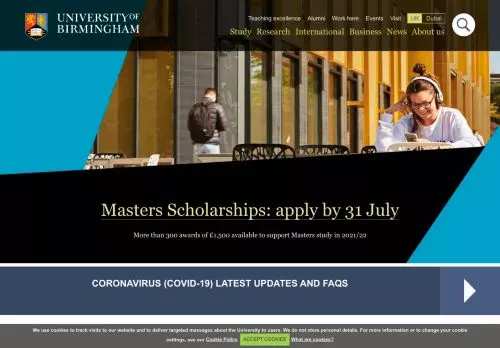 UNIVERSITY OF
BIRMINGHAM
Teaching excellence Alumni Work here Events Visit UK Dubai
Study Research International Business News About us
Masters Scholarships: apply by 31 July
More than 300 awards of £1,500 available to support Masters study in 2021/22
CORONAVIRUS (COVID-19) LATEST UPDATES AND FAQS
We use cookies to track visits to our website and to deliver targeted messages about the University to users. We do not store personal details. For more information or to change your cookie
settings, see our Cookie Policy. ACCEPT COOKIES What are cookies?